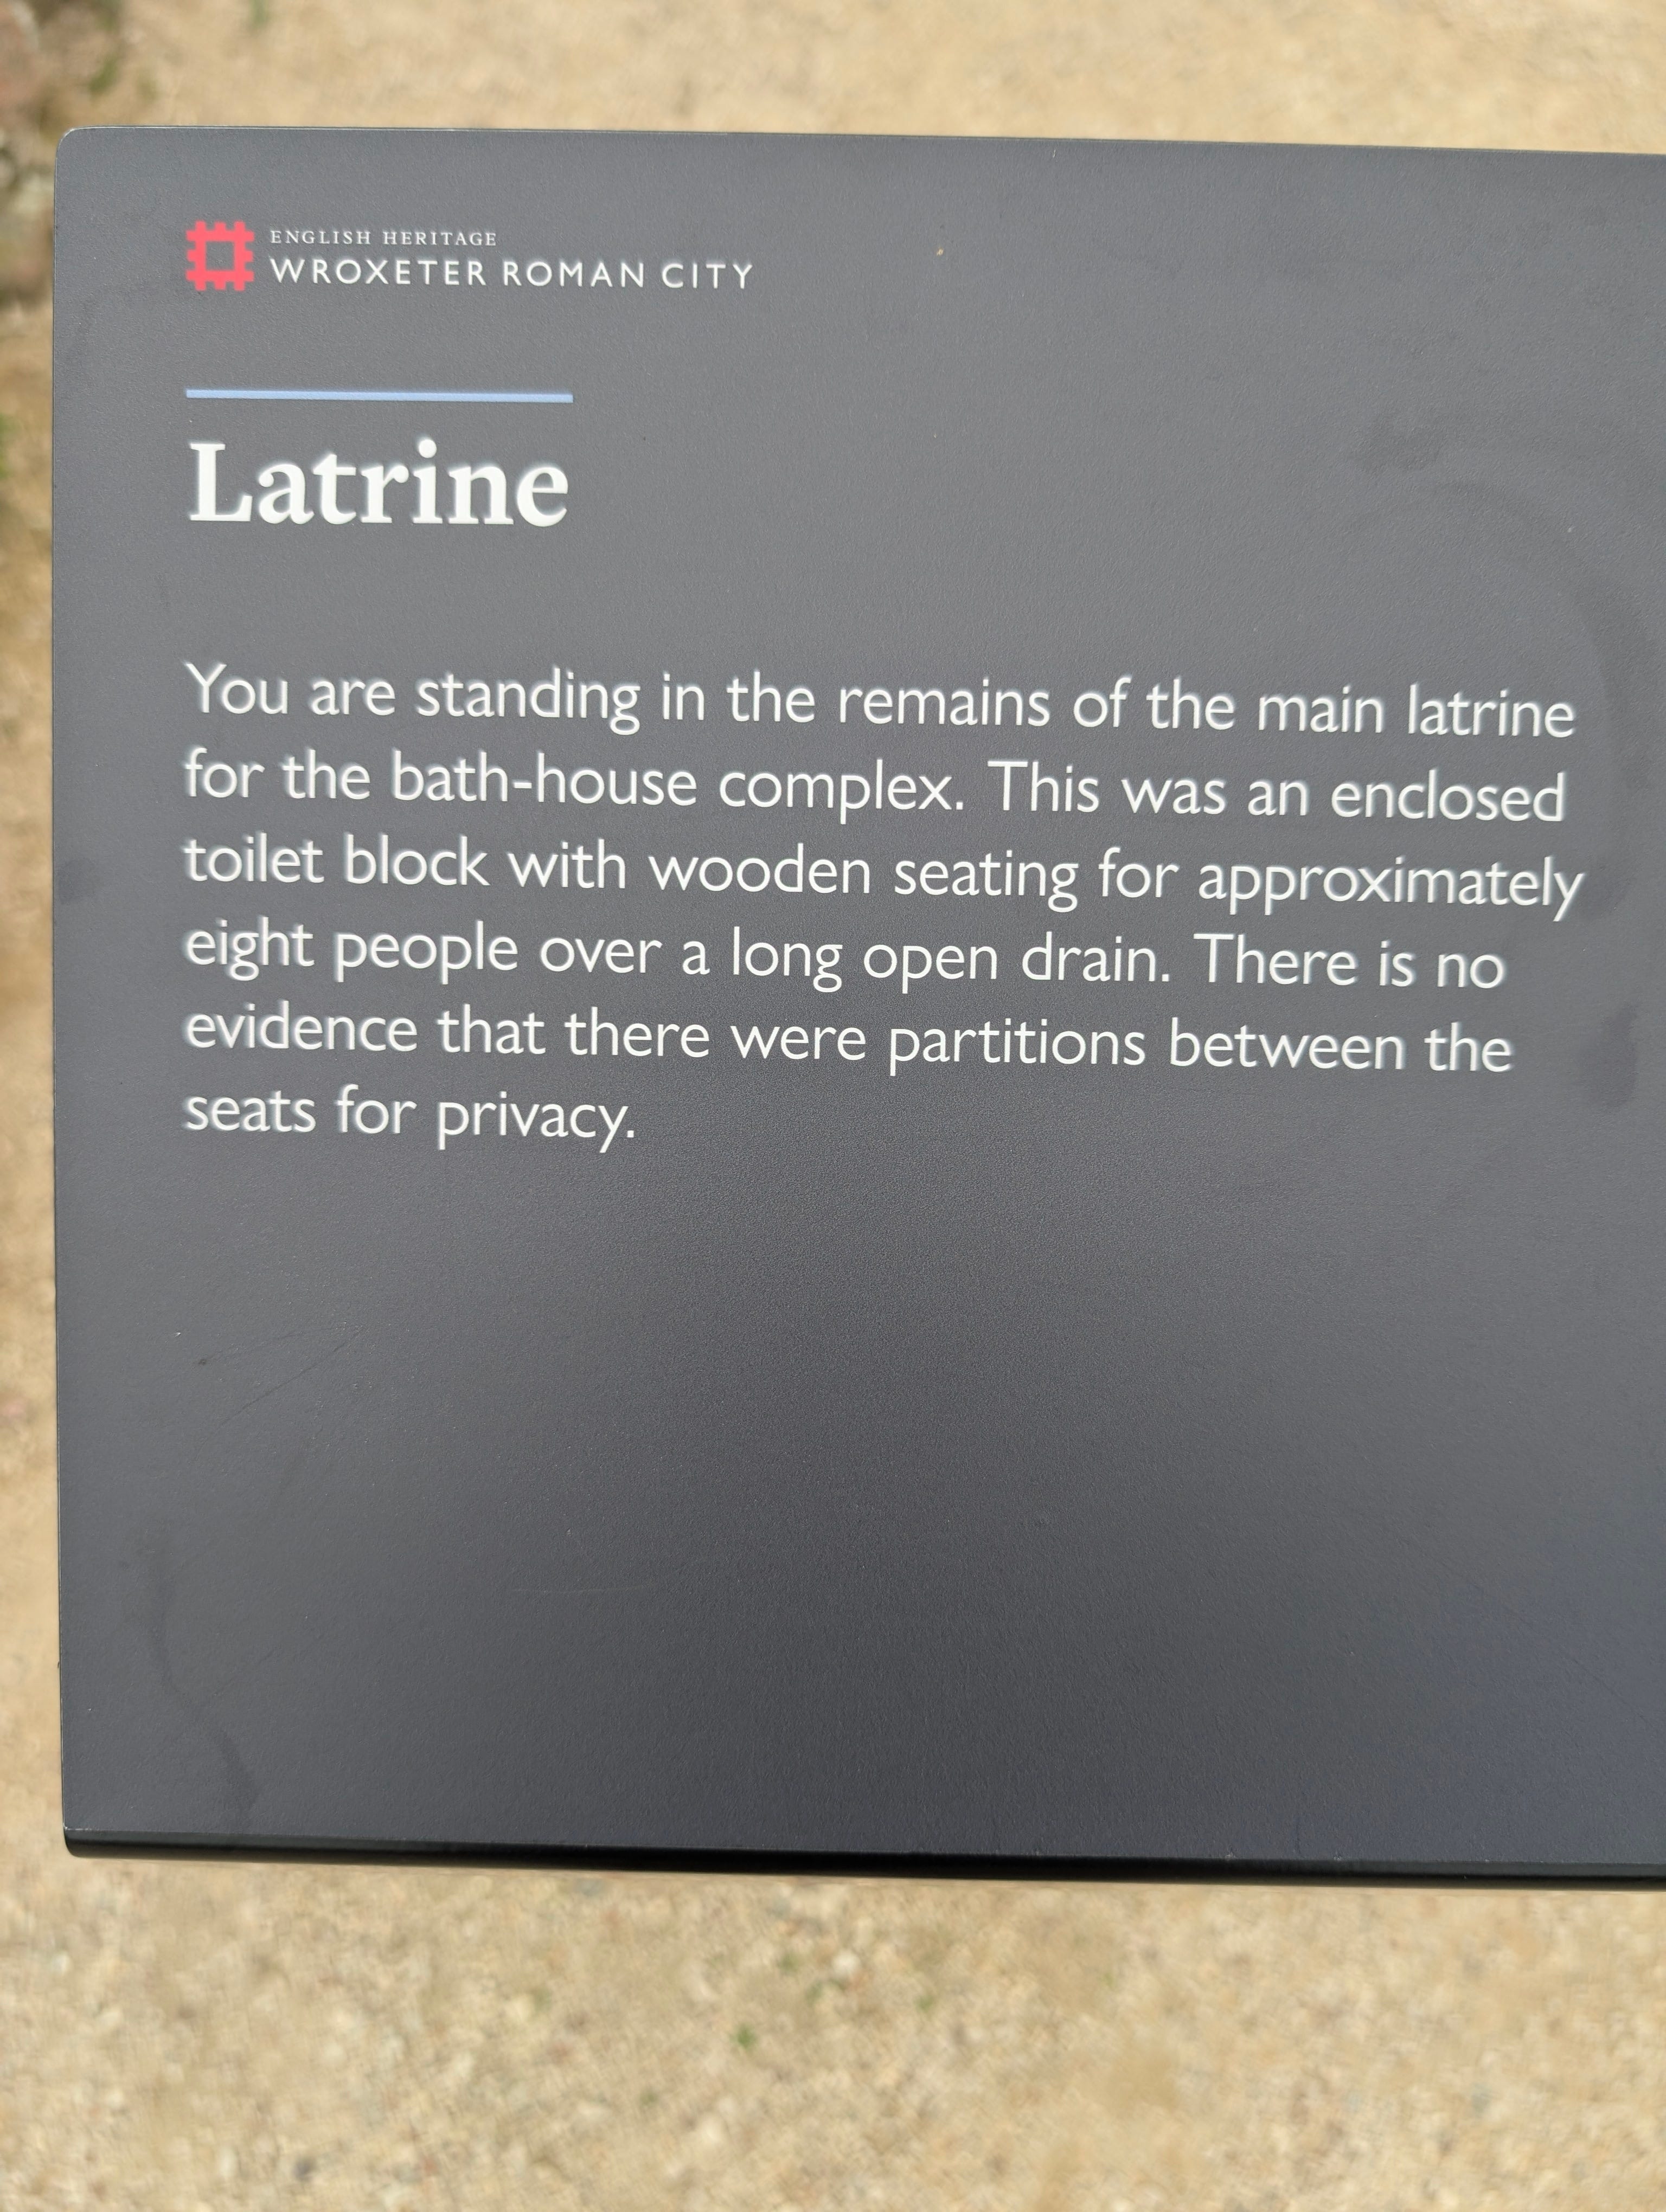 ENGLISH HERITAGE
WROXETER ROMAN CITY
Latrine
You are standing in the remains of the main latrine
for the bath-house complex. This was an enclosed
toilet block with wooden seating for approximately
eight people over a long open drain. There is no
evidence that there were partitions between the
seats for privacy.